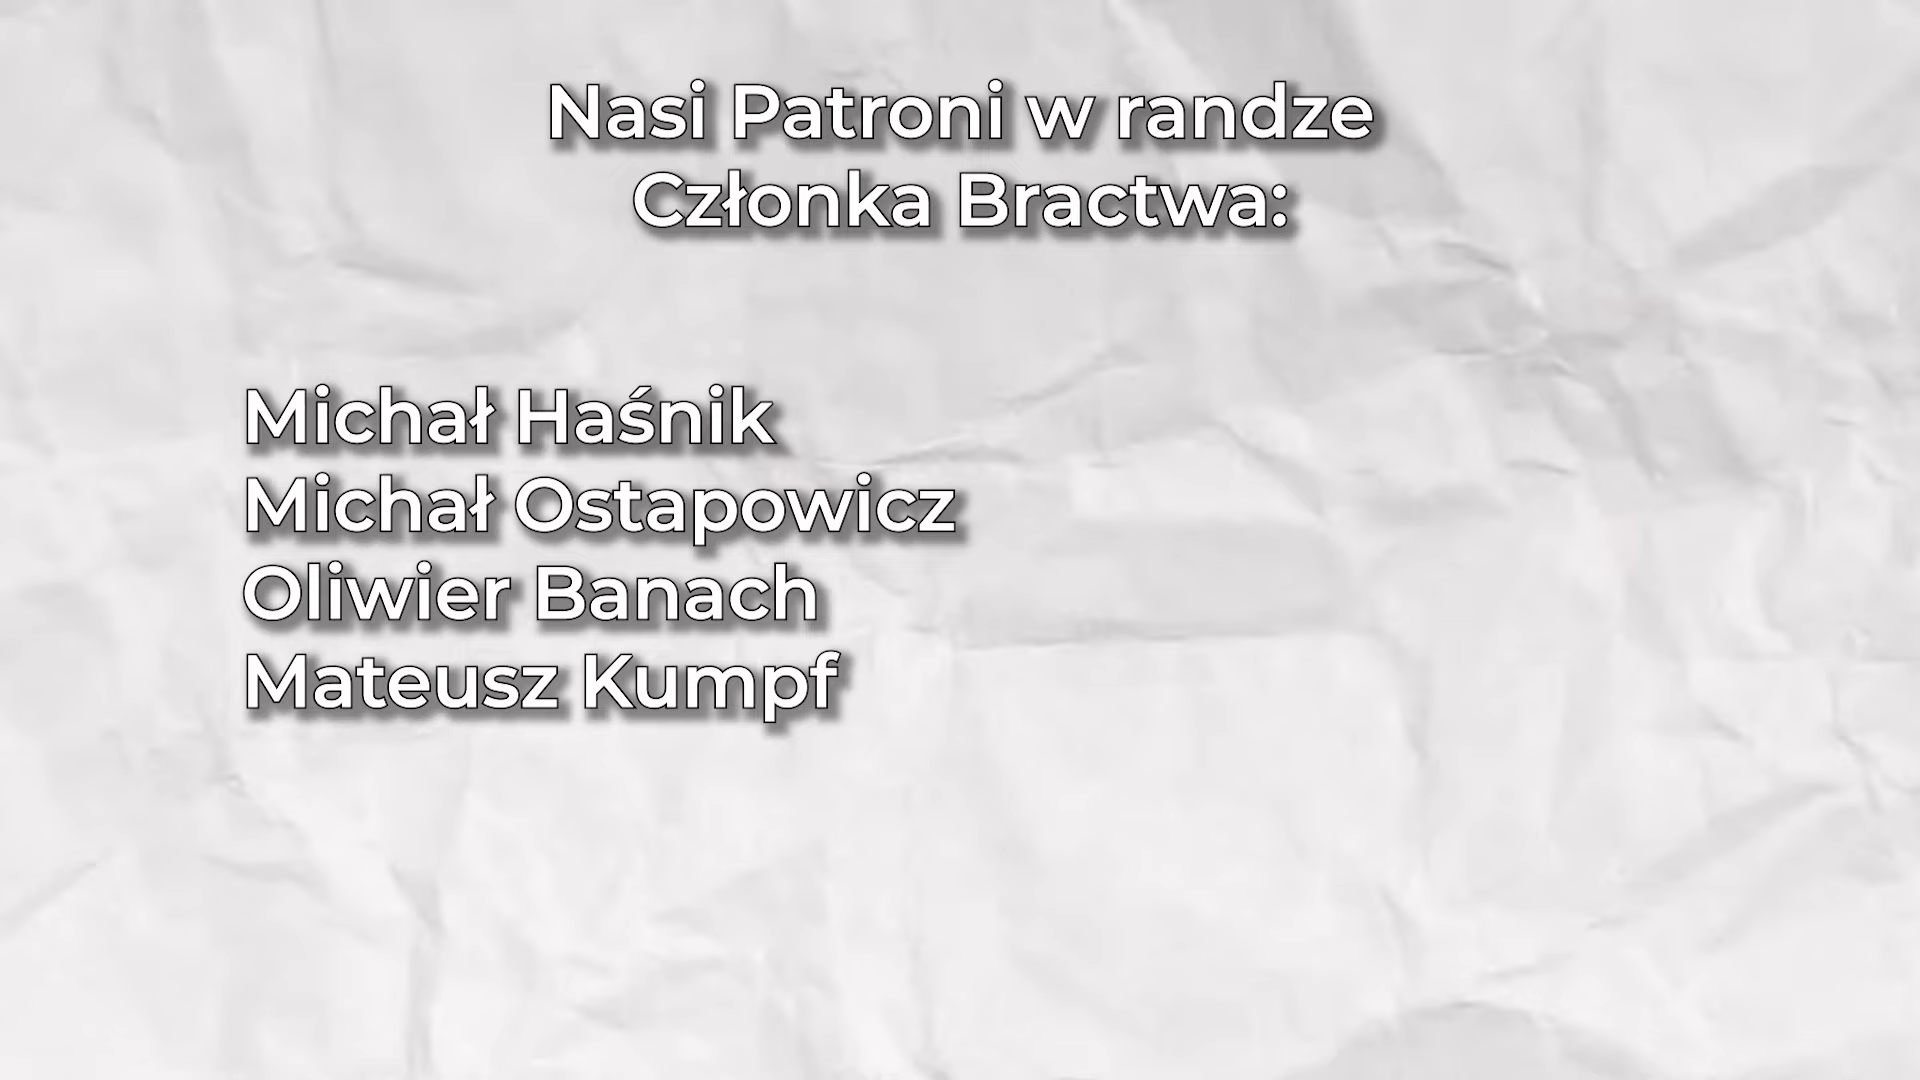 Nasi Patroni w randze
Członka Bractwa:
Michał Haśnik
Michał Ostapowicz
Oliwier Banach
Mateusz Kumpf